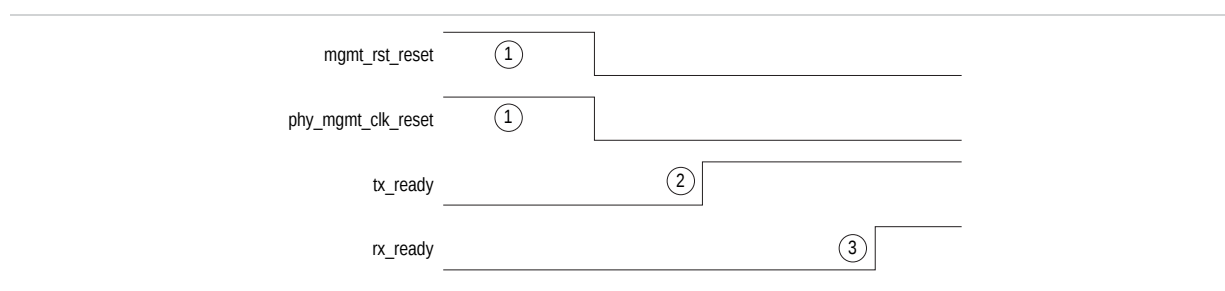 mgmt_rst_reset 1
phy_mgmt_clk_reset 1
tx_ready 2
rx_ready 3